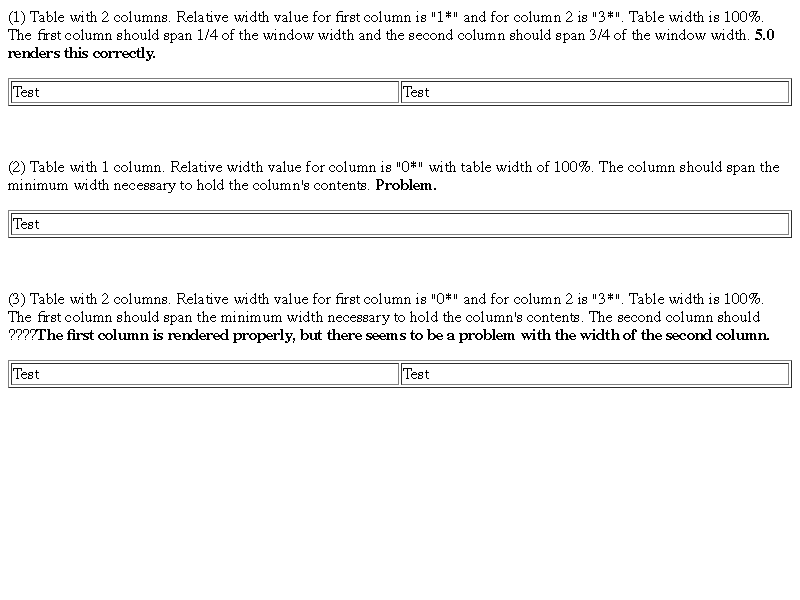 (1) Table with 2 columns. Relative width value for first column is "1*" and for column 2 is "3*". Table width is 100%.
The first column should span 1/4 of the window width and the second column should span 3/4 of the window width. 5.0
renders this correctly.
Test Test
(2) Table with 1 column. Relative width value for column is "0*" with table width of 100%. The column should span the
minimum width necessary to hold the column's contents. Problem.
Test
(3) Table with 2 columns. Relative width value for first column is "0*" and for column 2 is "3*". Table width is 100%.
The first column should span the minimum width necessary to hold the column's contents. The second column should
????The first column is rendered properly, but there seems to be a problem with the width of the second column.
Test Test